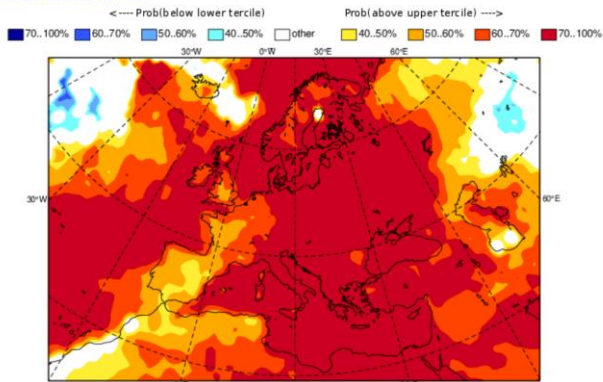 <---- Prob(below lower tercile) Prob(above upper tercile) ---->
70..100% 60..70% 50..60% 40..50% other 40..50% 50..60% 60..70% 70..100%
30°W 0°W 30°E 60°E
30°W 60°E